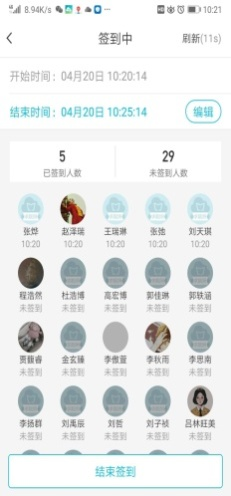 8.94K/s 10:21
签到中 刷新(11s)
开始时间：04月20日 10:20:14
结束时间：04月20日 10:25:14 编辑
5 29
已签到人数 未签到人数
张烨 赵泽瑞 王瑞琳 张弛 刘天琪
10:20 10:20 10:20 10:20 10:20
程浩然 杜浩博 高宏博 郭佳琳 郭轶涵
未签到 未签到 未签到 未签到 未签到
贾馥睿 金玄臻 李傲萱 李秋雨 李思南
未签到 未签到 未签到 未签到 未签到
李扬群 刘禹辰 刘哲 刘子祯 吕林荭美
未签到 未签到 未签到 未签到 未签到
结束签到